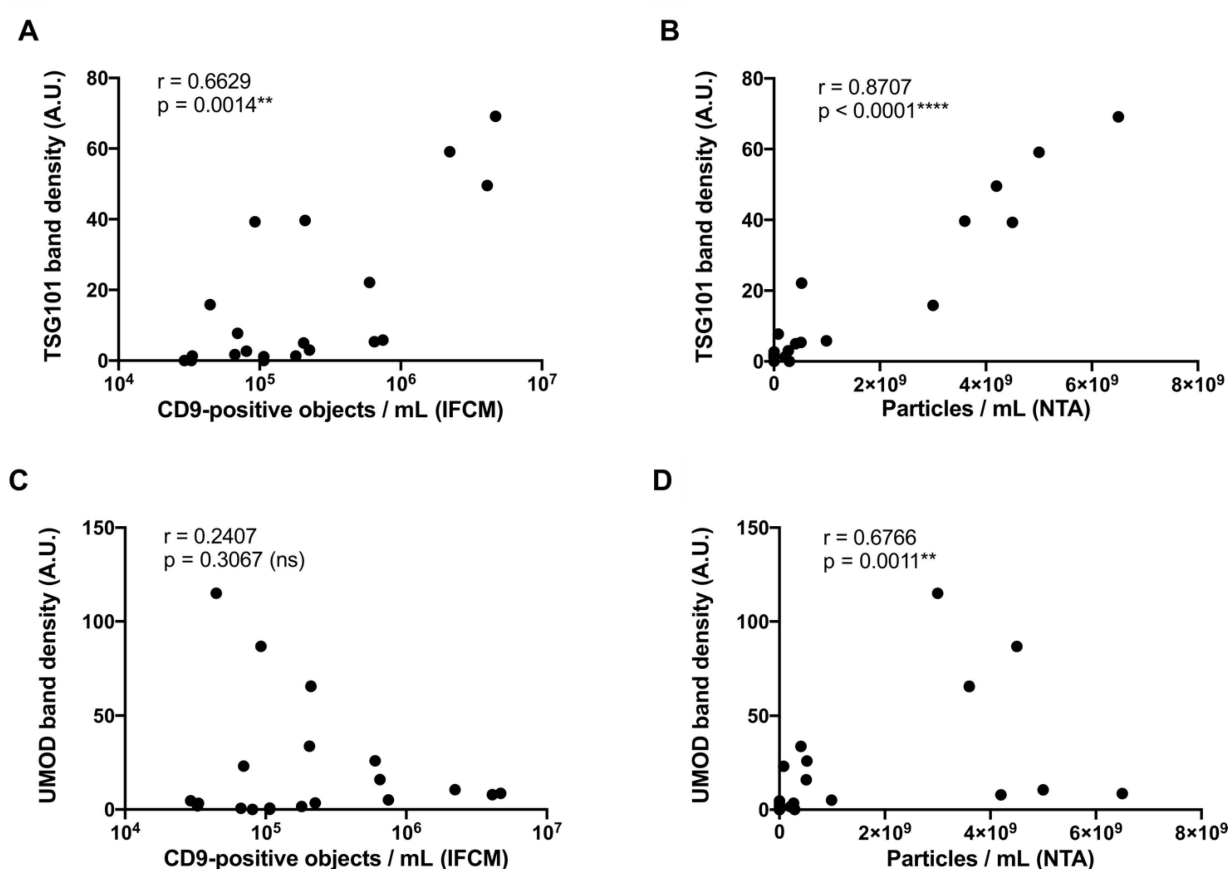 A
r = 0.6629
p = 0.0014**
TSG101 band density (A.U.)
80
60
40
20
0
10⁴ 10⁵ 10⁶ 10⁷
CD9-positive objects / mL (IFCM)
B
r = 0.8707
p < 0.0001****
TSG101 band density (A.U.)
80
60
40
20
0
0 2×10⁹ 4×10⁹ 6×10⁹ 8×10⁹
Particles / mL (NTA)
C
r = 0.2407
p = 0.3067 (ns)
UMOD band density (A.U.)
150
100
50
0
10⁴ 10⁵ 10⁶ 10⁷
CD9-positive objects / mL (IFCM)
D
r = 0.6766
p = 0.0011**
UMOD band density (A.U.)
150
100
50
0
0 2×10⁹ 4×10⁹ 6×10⁹ 8×10⁹
Particles / mL (NTA)